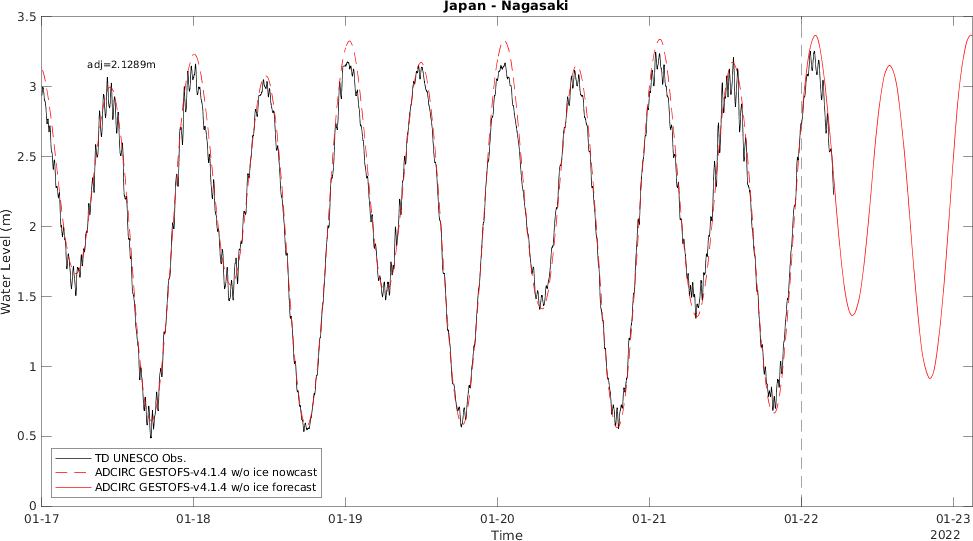 Japan - Nagasaki
3.5
adj=2.1289m
3
2.5
2
Water Level (m)
1.5
1
0.5
TD UNESCO Obs.
ADCIRC GESTOFS-v4.1.4 w/o ice nowcast
ADCIRC GESTOFS-v4.1.4 w/o ice forecast
0
01-17 01-18 01-19 01-20 01-21 01-22 01-23
Time 2022